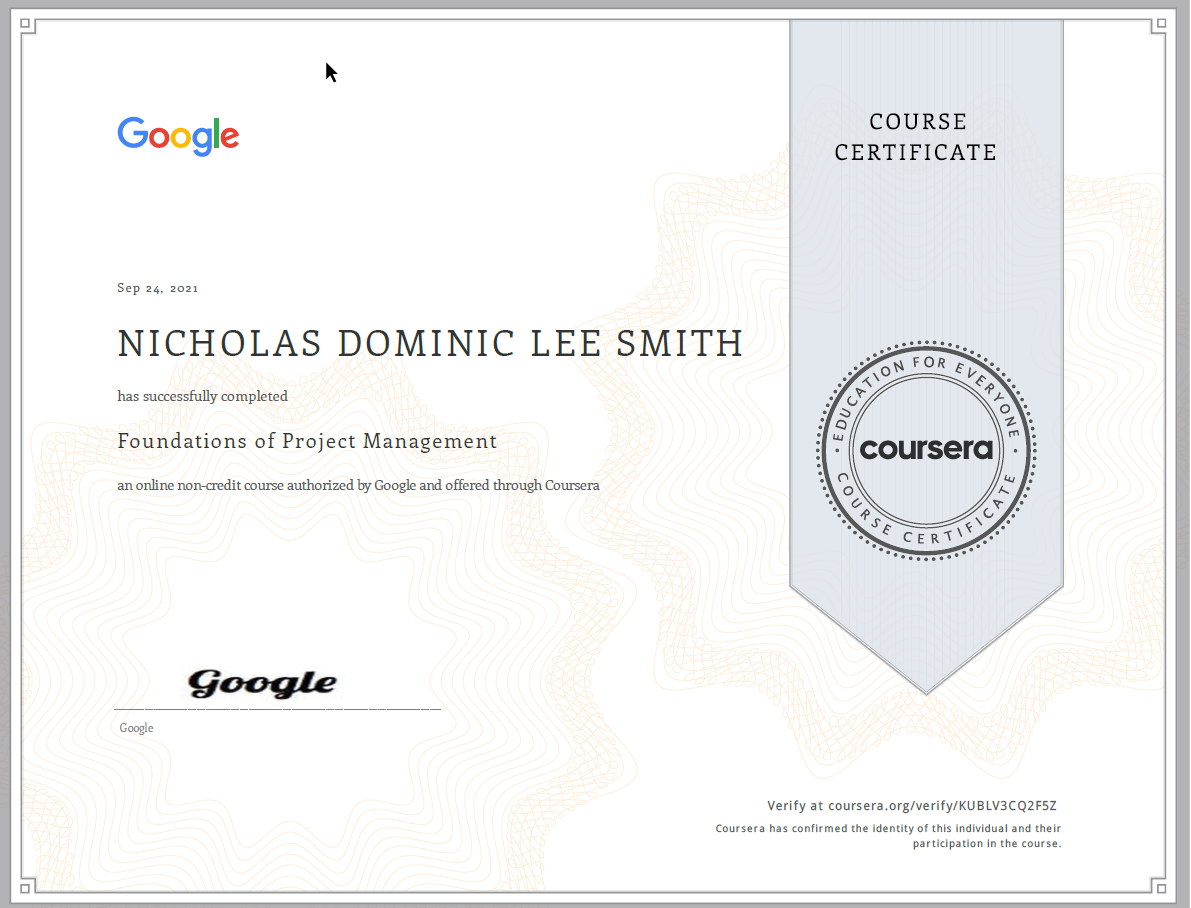 Google
COURSE
CERTIFICATE
Sep 24, 2021
NICHOLAS DOMINIC LEE SMITH
has successfully completed
Foundations of Project Management
an online non-credit course authorized by Google and offered through Coursera
EDUCATION FOR EVERYONE
coursera
COURSE CERTIFICATE
Google
Google
Verify at coursera.org/verify/KUBLV3CQ2F5Z
Coursera has confirmed the identity of this individual and their
participation in the course.